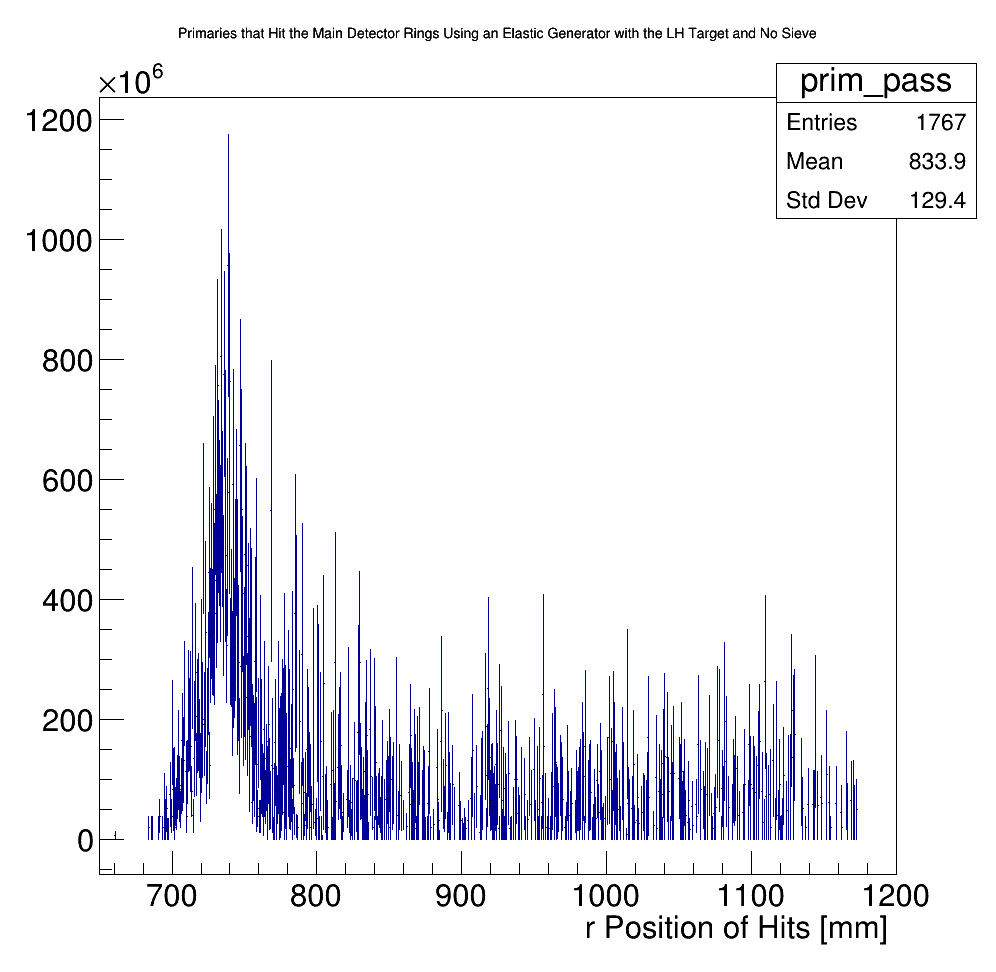 Primaries that Hit the Main Detector Rings Using an Elastic Generator with the LH Target and No Sieve
×10⁶
prim_pass
Entries 1767
Mean 833.9
Std Dev 129.4
1200
1000
800
600
400
200
0
700 800 900 1000 1100 1200
r Position of Hits [mm]